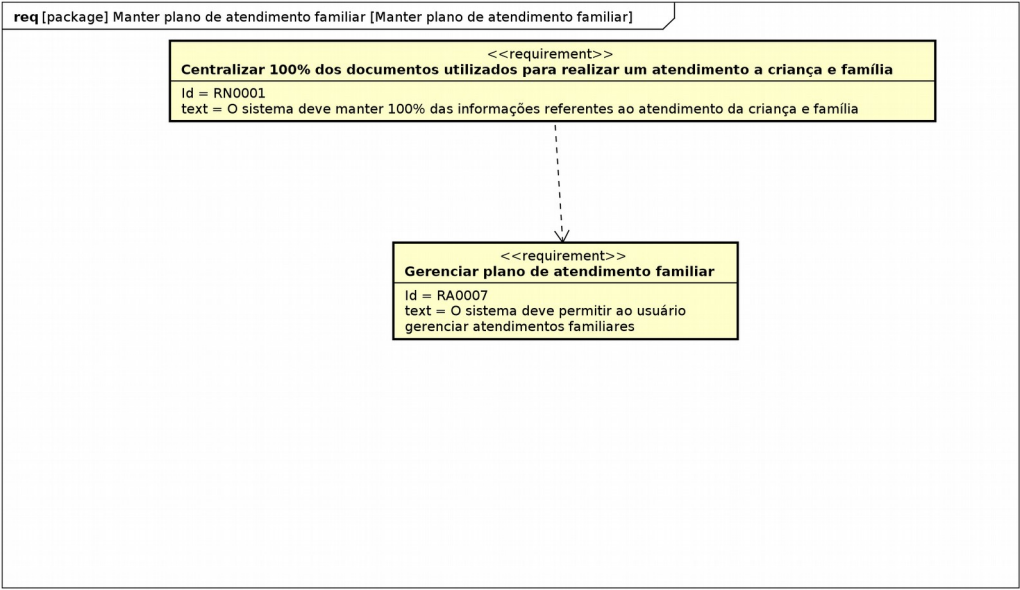 req [package] Manter plano de atendimento familiar [Manter plano de atendimento familiar]
<<requirement>>
Centralizar 100% dos documentos utilizados para realizar um atendimento a criança e família
Id = RN0001
text = O sistema deve manter 100% das informações referentes ao atendimento da criança e família
<<requirement>>
Gerenciar plano de atendimento familiar
Id = RA0007
text = O sistema deve permitir ao usuário
gerenciar atendimentos familiares